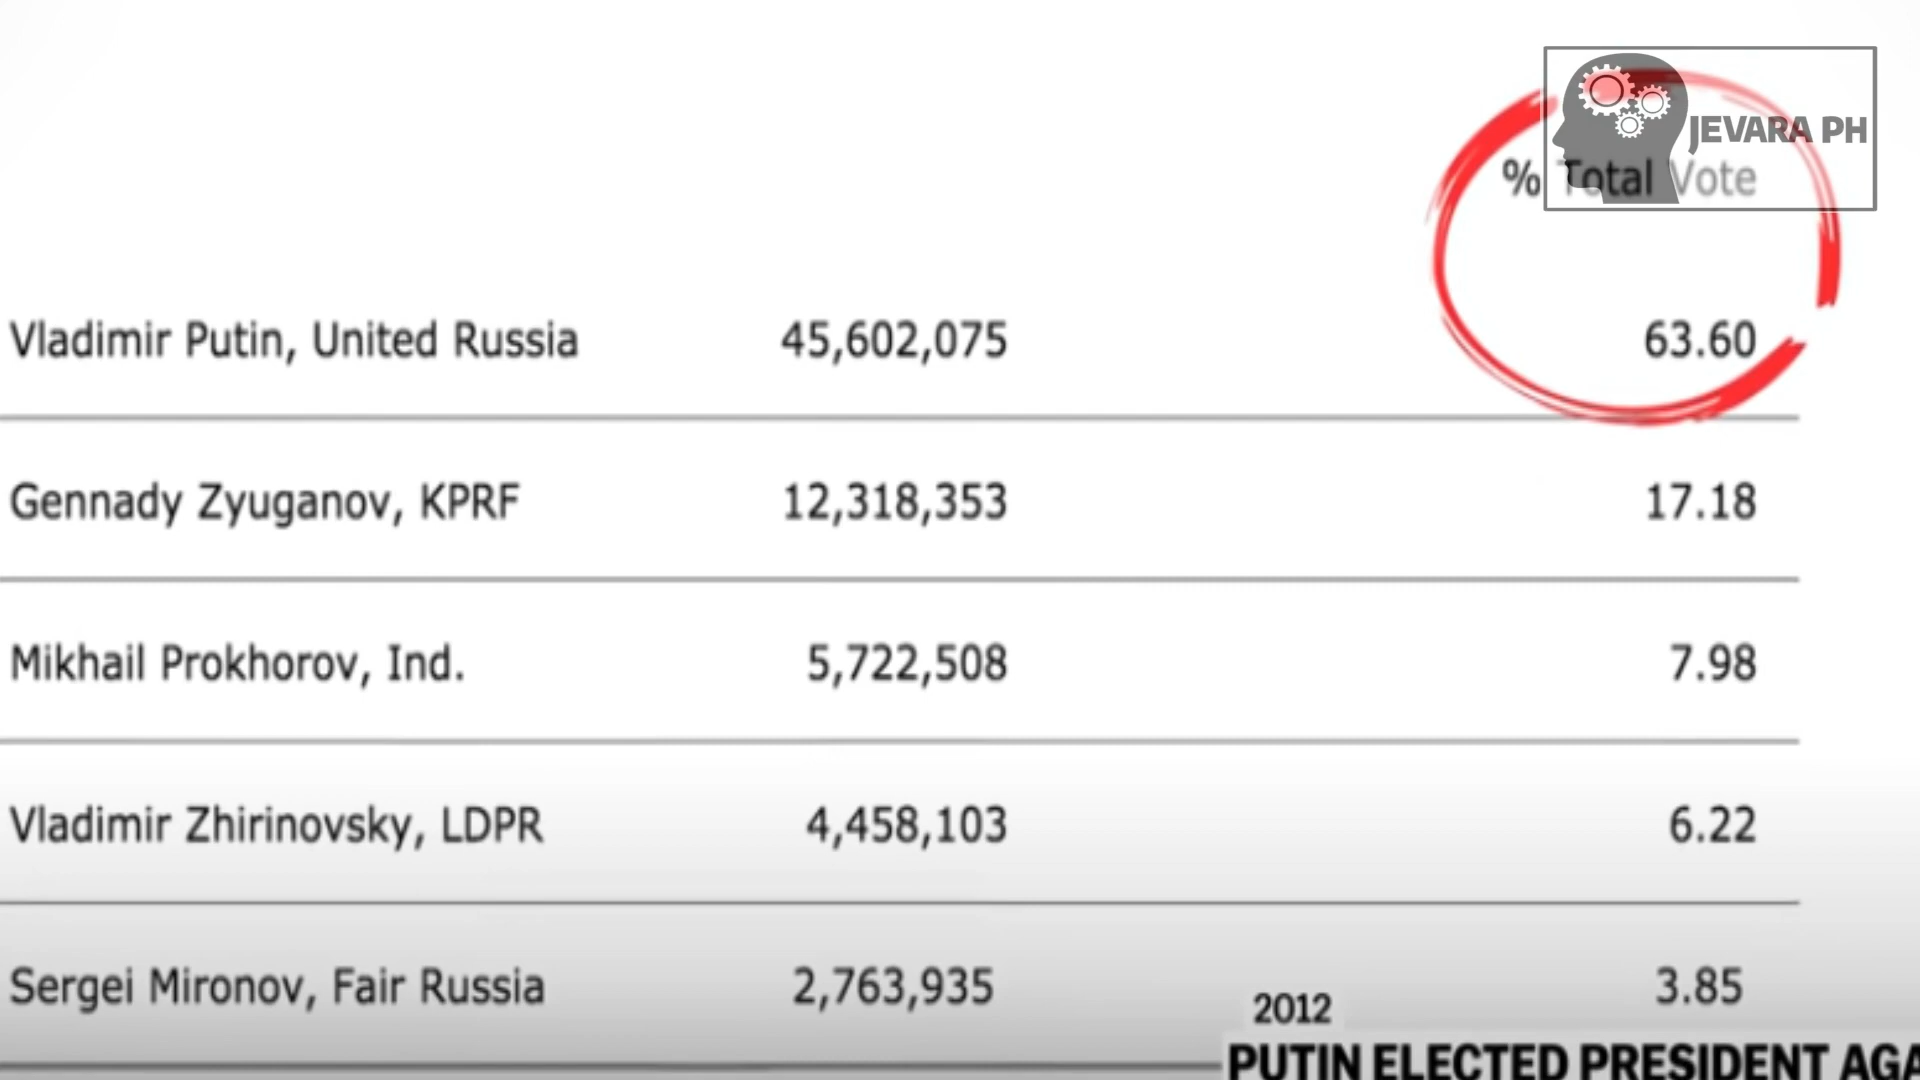 JEVARA PH
% Total Vote
Vladimir Putin, United Russia 45,602,075 63.60
Gennady Zyuganov, KPRF 12,318,353 17.18
Mikhail Prokhorov, Ind. 5,722,508 7.98
Vladimir Zhirinovsky, LDPR 4,458,103 6.22
Sergei Mironov, Fair Russia 2,763,935 3.85
2012
PUTIN ELECTED PRESIDENT AGA